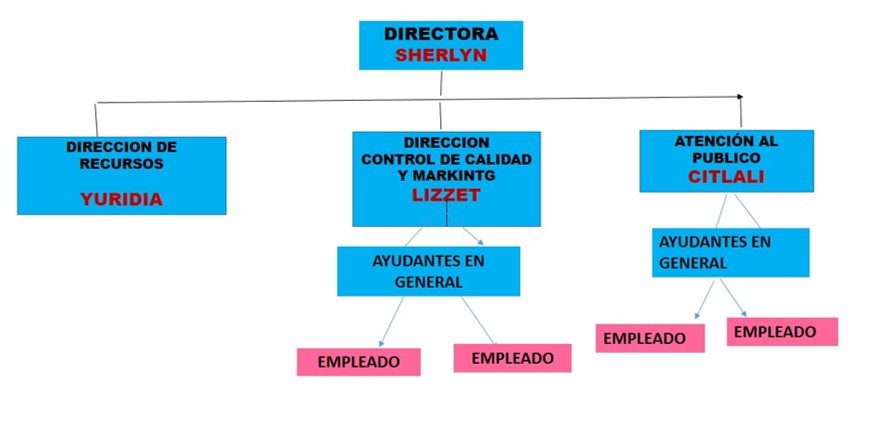 DIRECTORA
SHERLYN
DIRECCION DE
RECURSOS
YURIDIA
DIRECCION
CONTROL DE CALIDAD
Y MARKINTG
LIZZET
ATENCIÓN AL
PUBLICO
CITLALI
AYUDANTES EN
GENERAL
AYUDANTES EN
GENERAL
EMPLEADO
EMPLEADO
EMPLEADO
EMPLEADO